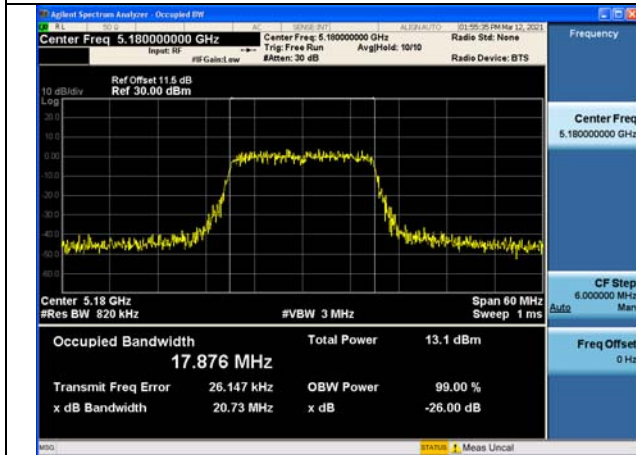 Agilent Spectrum Analyzer - Occupied BW
RL 50 Ω AC SENSE:INT ALIGNAUTO 01:55:35 PM Mar 12, 2021
Center Freq 5.180000000 GHz
Input: RF
#IFGain:Low
Center Freq: 5.180000000 GHz
Trig: Free Run Avg|Hold: 10/10
#Atten: 30 dB
Radio Std: None
Radio Device: BTS
Frequency
Ref Offset 11.5 dB
10 dB/div Ref 30.00 dBm
Log
20.0
10.0
0.00
-10.0
-20.0
-30.0
-40.0
-50.0
-60.0
Center Freq
5.180000000 GHz
Center 5.18 GHz Span 60 MHz
#Res BW 820 kHz #VBW 3 MHz Sweep 1 ms
CF Step
6.000000 MHz
Auto Man
Occupied Bandwidth Total Power 13.1 dBm
17.876 MHz
Transmit Freq Error 26.147 kHz OBW Power 99.00 %
x dB Bandwidth 20.73 MHz x dB -26.00 dB
Freq Offset
0 Hz
MSG STATUS Meas Uncal